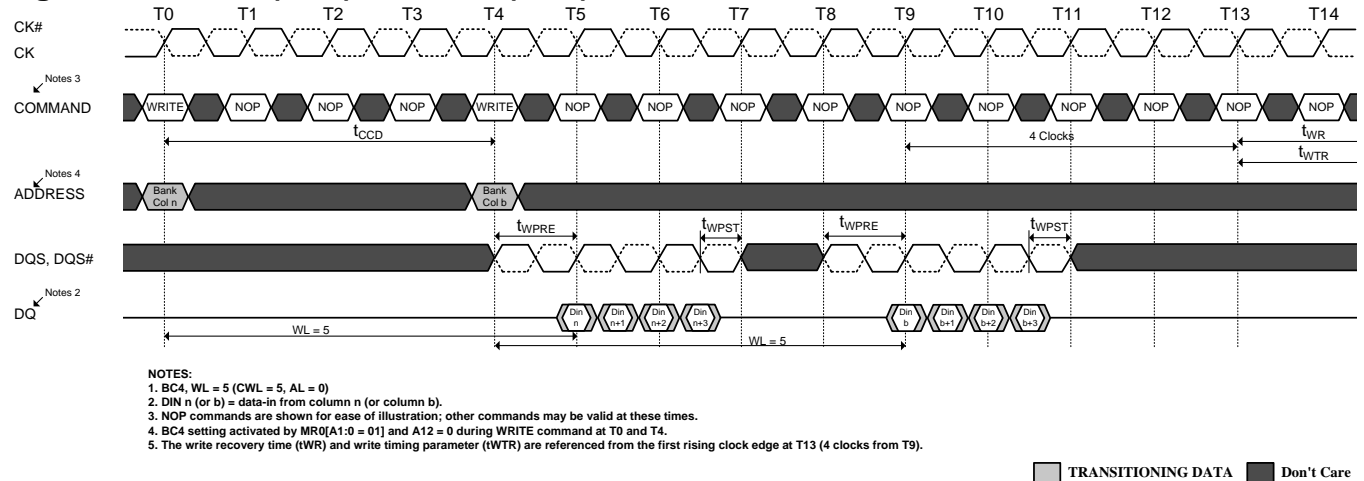 T0 T1 T2 T3 T4 T5 T6 T7 T8 T9 T10 T11 T12 T13 T14
CK#
CK
Notes 3
COMMAND
WRITE NOP NOP NOP WRITE NOP NOP NOP NOP NOP NOP NOP NOP NOP NOP
tCCD
4 Clocks
tWR
tWTR
Notes 4
ADDRESS
Bank Bank
Col n Col b
tWPRE tWPST tWPRE tWPST
DQS, DQS#
Notes 2
DQ
Din Din Din Din Din Din Din Din
n n+1 n+2 n+3 b b+1 b+2 b+3
WL = 5
WL = 5
NOTES:
1. BC4, WL = 5 (CWL = 5, AL = 0)
2. DIN n (or b) = data-in from column n (or column b).
3. NOP commands are shown for ease of illustration; other commands may be valid at these times.
4. BC4 setting activated by MR0[A1:0 = 01] and A12 = 0 during WRITE command at T0 and T4.
5. The write recovery time (tWR) and write timing parameter (tWTR) are referenced from the first rising clock edge at T13 (4 clocks from T9).
TRANSITIONING DATA Don't Care